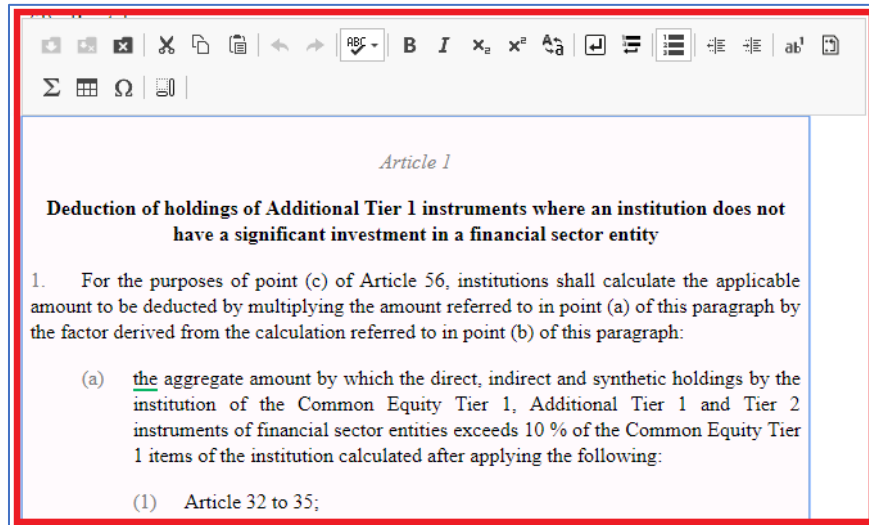 ABC
B I x₂ x² A a ab¹
Σ Ω
Article 1
Deduction of holdings of Additional Tier 1 instruments where an institution does not
have a significant investment in a financial sector entity
1. For the purposes of point (c) of Article 56, institutions shall calculate the applicable
amount to be deducted by multiplying the amount referred to in point (a) of this paragraph by
the factor derived from the calculation referred to in point (b) of this paragraph:
(a) the aggregate amount by which the direct, indirect and synthetic holdings by the
institution of the Common Equity Tier 1, Additional Tier 1 and Tier 2
instruments of financial sector entities exceeds 10 % of the Common Equity Tier
1 items of the institution calculated after applying the following:
(1) Article 32 to 35;